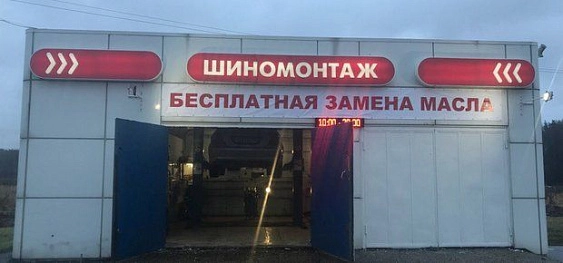 ШИНОМОНТАЖ
БЕСПЛАТНАЯ ЗАМЕНА МАСЛА